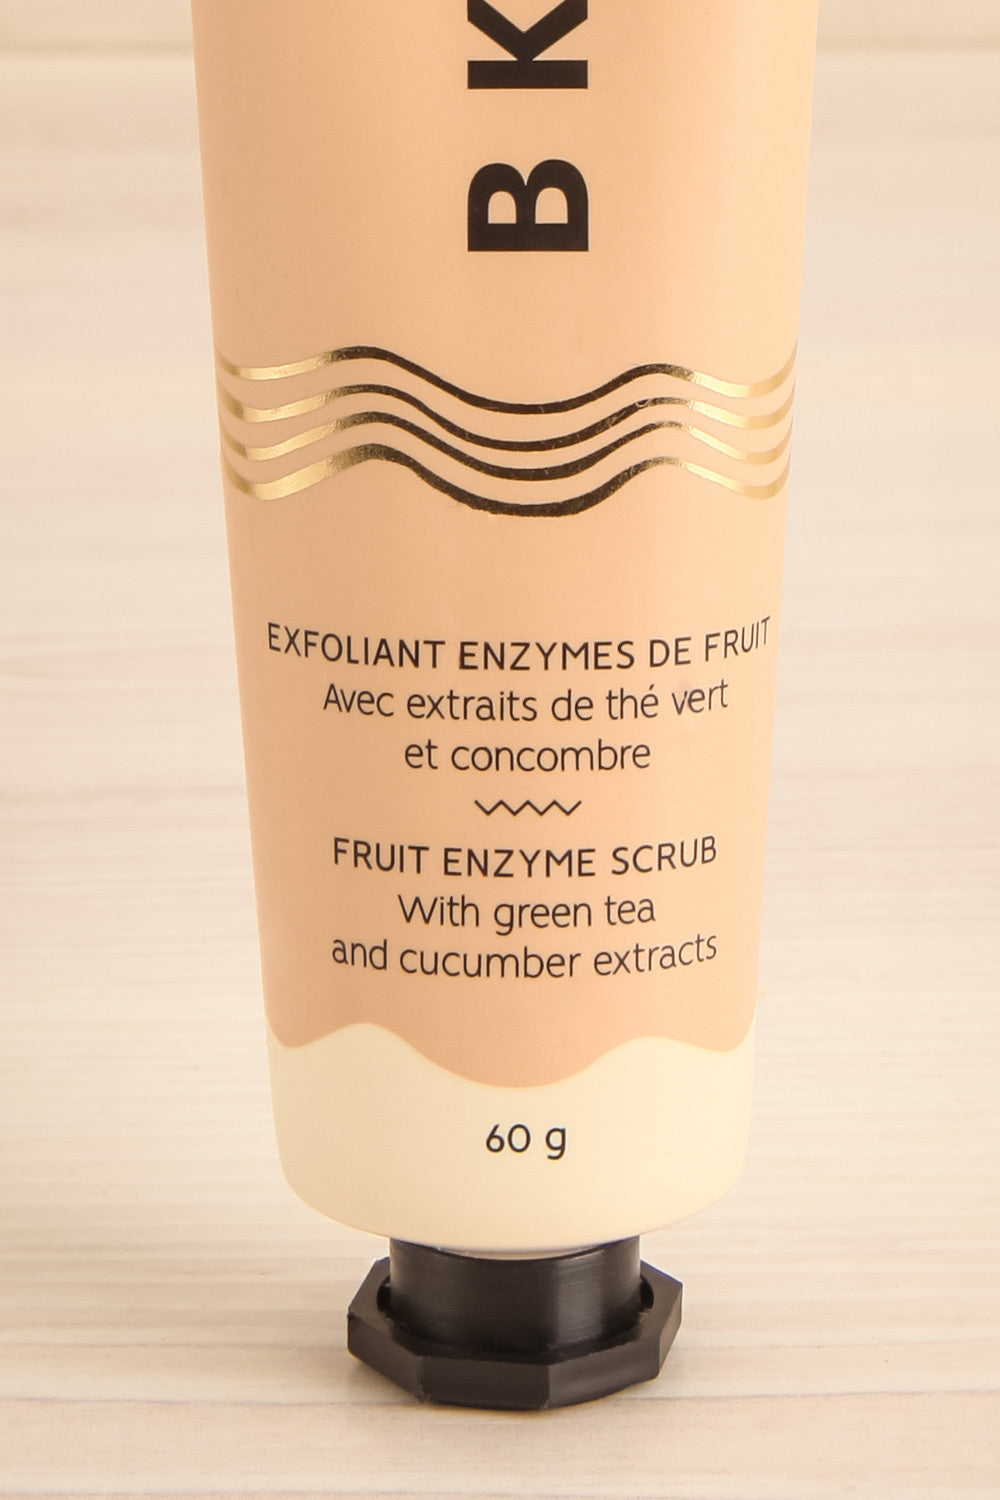 B K
EXFOLIANT ENZYMES DE FRUIT
Avec extraits de thé vert
et concombre
FRUIT ENZYME SCRUB
With green tea
and cucumber extracts
60 g